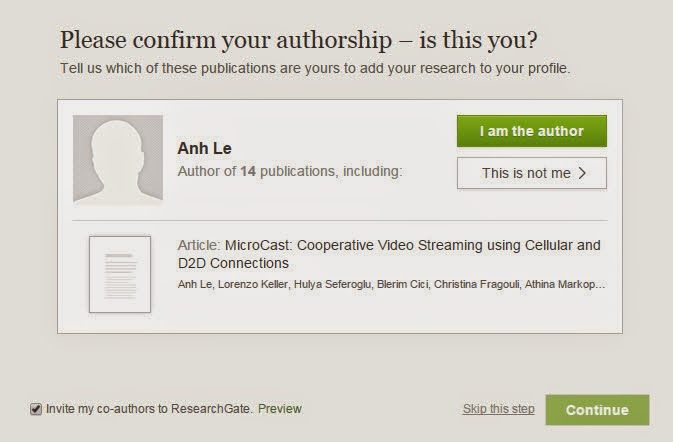 Please confirm your authorship – is this you?
Tell us which of these publications are yours to add your research to your profile.
Anh Le
Author of 14 publications, including:
I am the author
This is not me
Article: MicroCast: Cooperative Video Streaming using Cellular and
D2D Connections
Anh Le, Lorenzo Keller, Hulya Seferoglu, Blerim Cici, Christina Fragouli, Athina Markop...
Invite my co-authors to ResearchGate. Preview
Skip this step
Continue